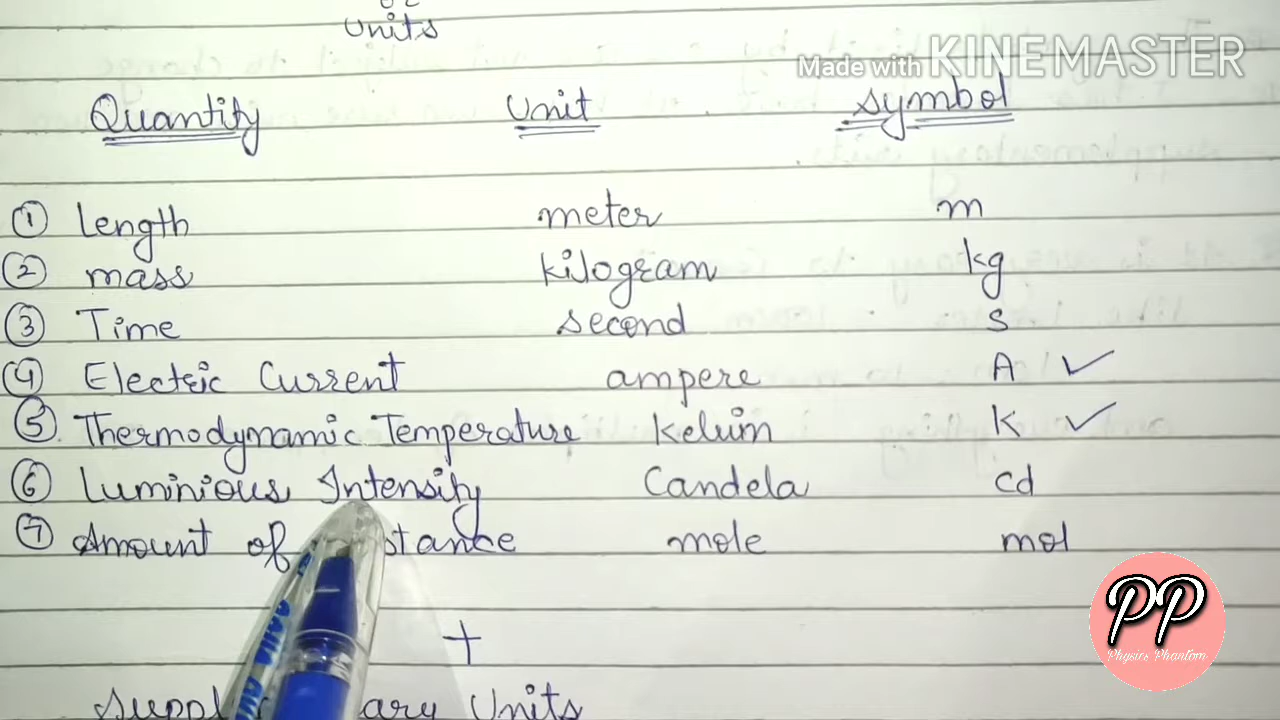 Units
Made with KINEMASTER
Quantity Unit Symbol
① Length meter m
② mass kilogram kg
③ Time second s
④ Electric Current ampere A ✓
⑤. Thermodynamic Temperature Kelvin K ✓
⑥ Luminious Intensity Candela cd
⑦ Amount of stance mole mol
+
Suppl ary Units
PP
Physics Phantom